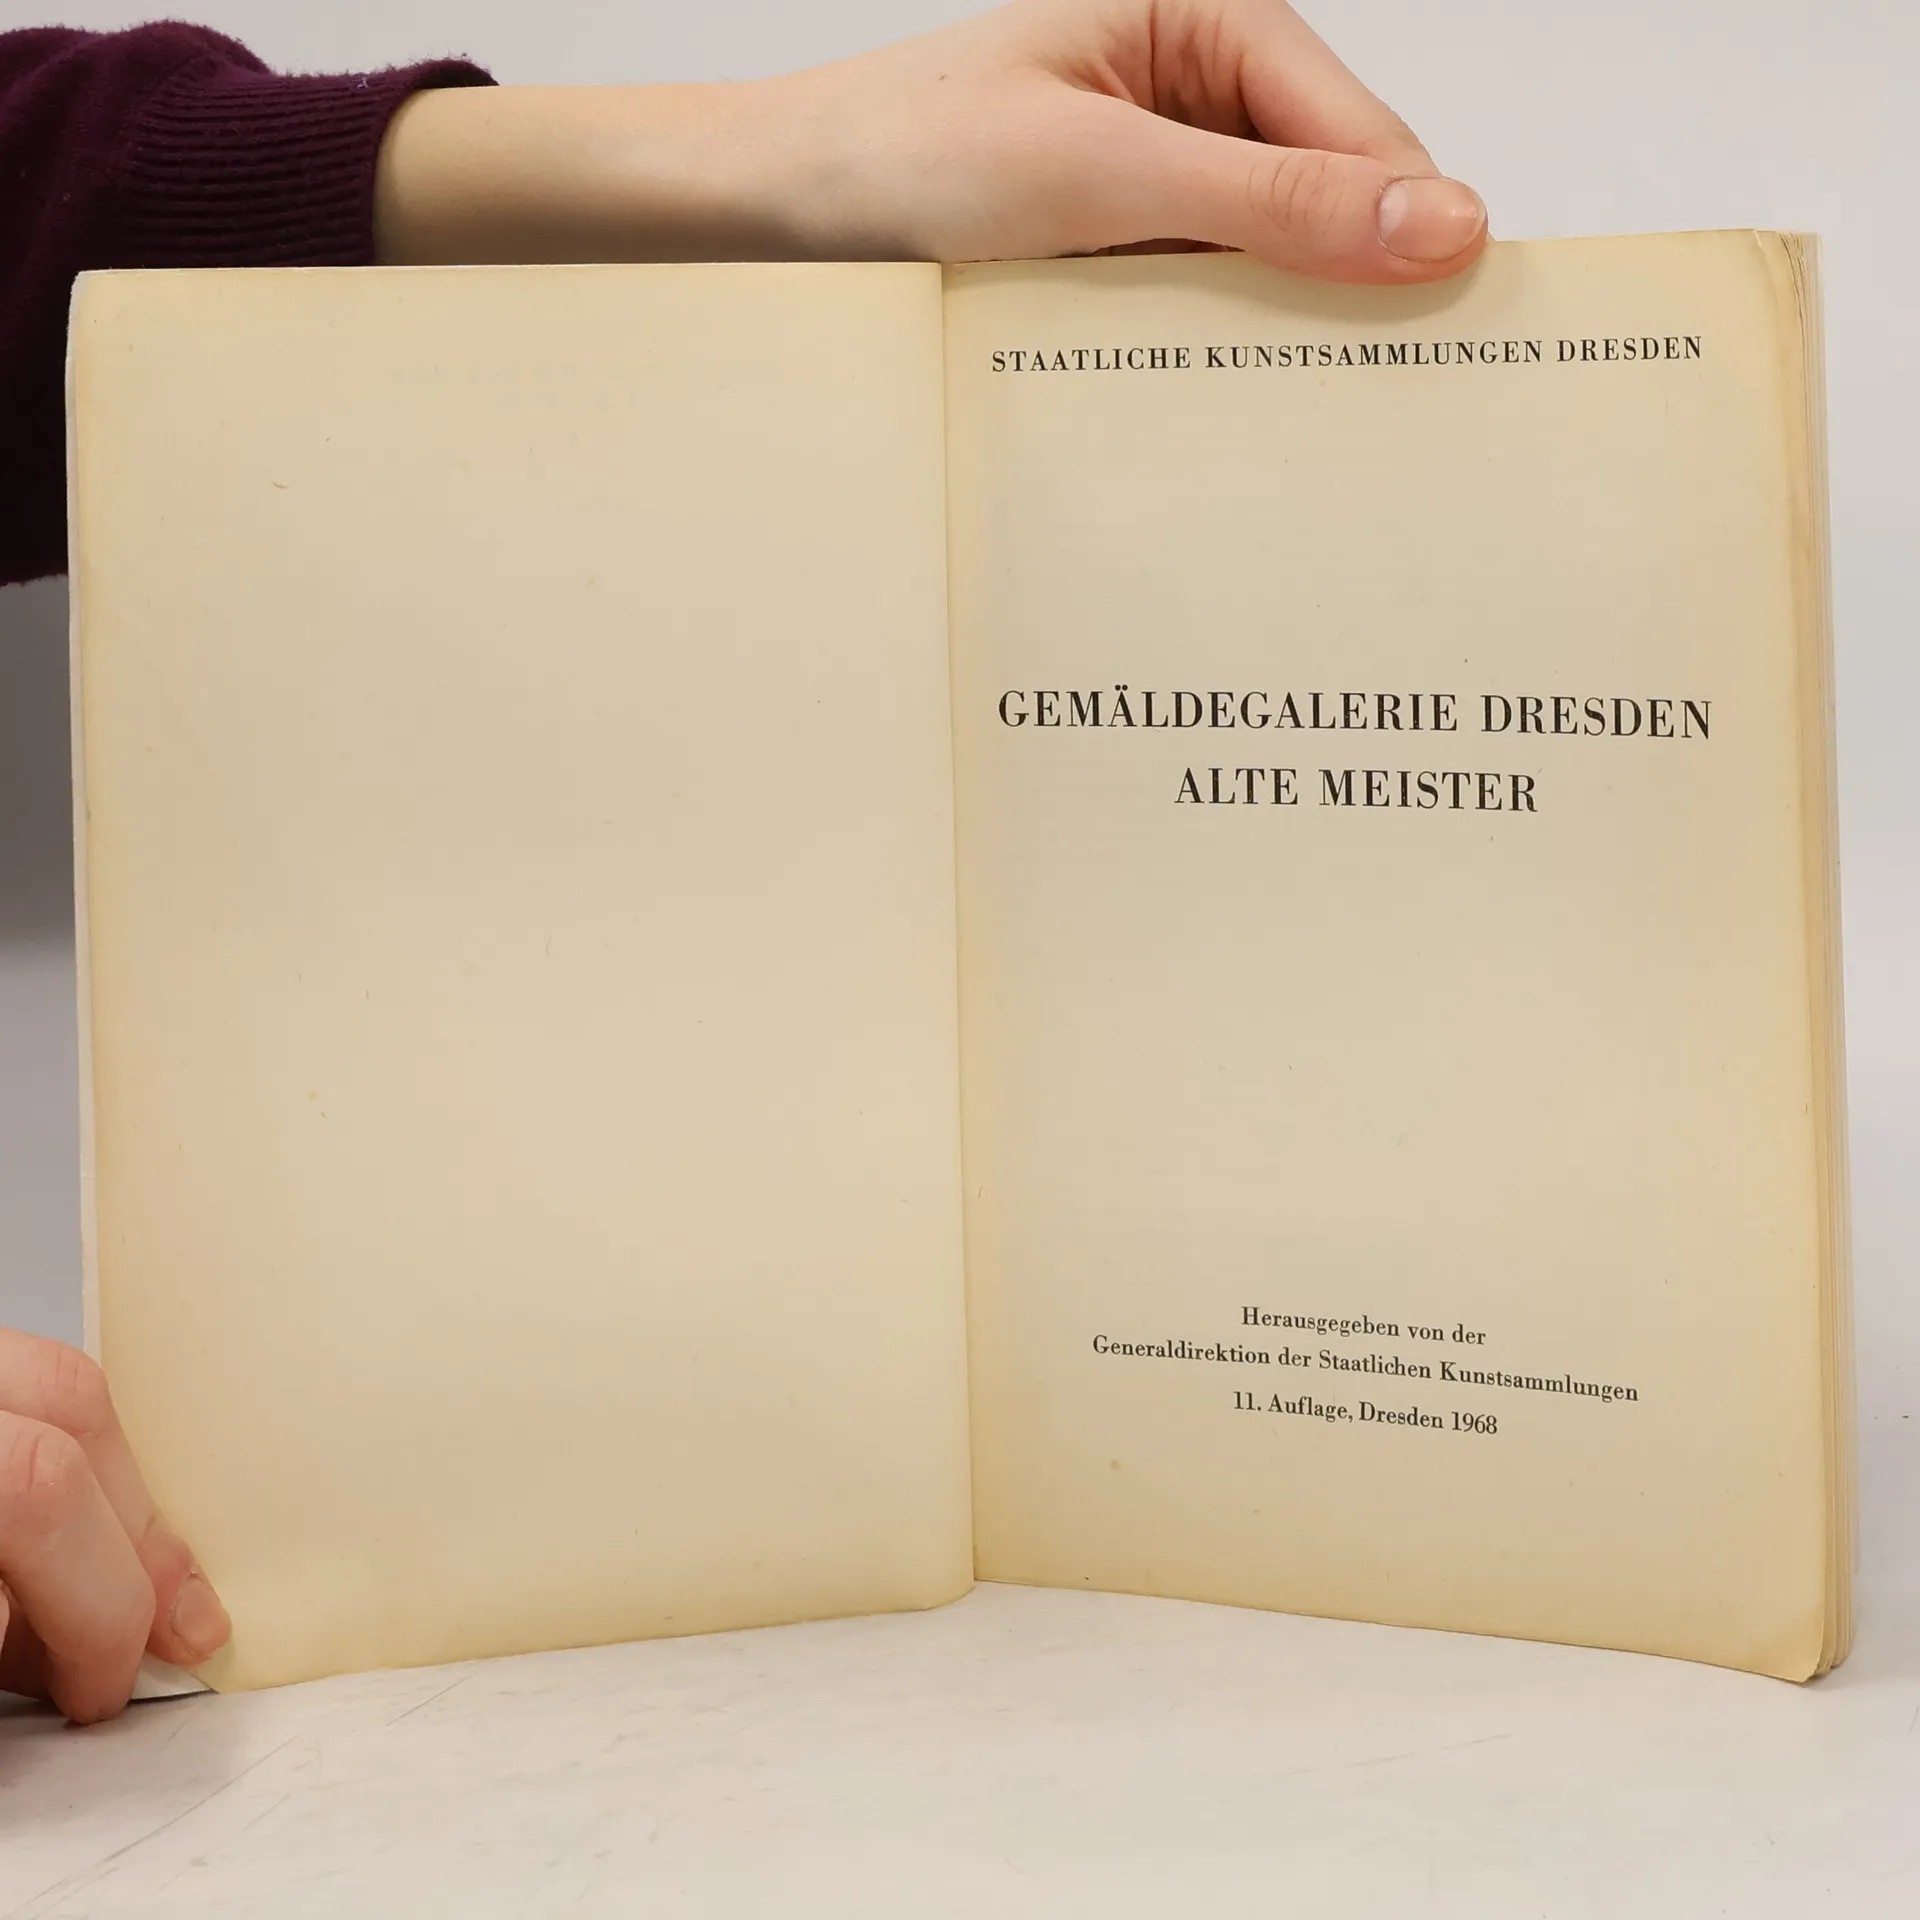 STAATLICHE KUNSTSAMMLUNGEN DRESDEN
GEMÄLDEGALERIE DRESDEN
ALTE MEISTER
Herausgegeben von der
Generaldirektion der Staatlichen Kunstsammlungen
11. Auflage, Dresden 1968